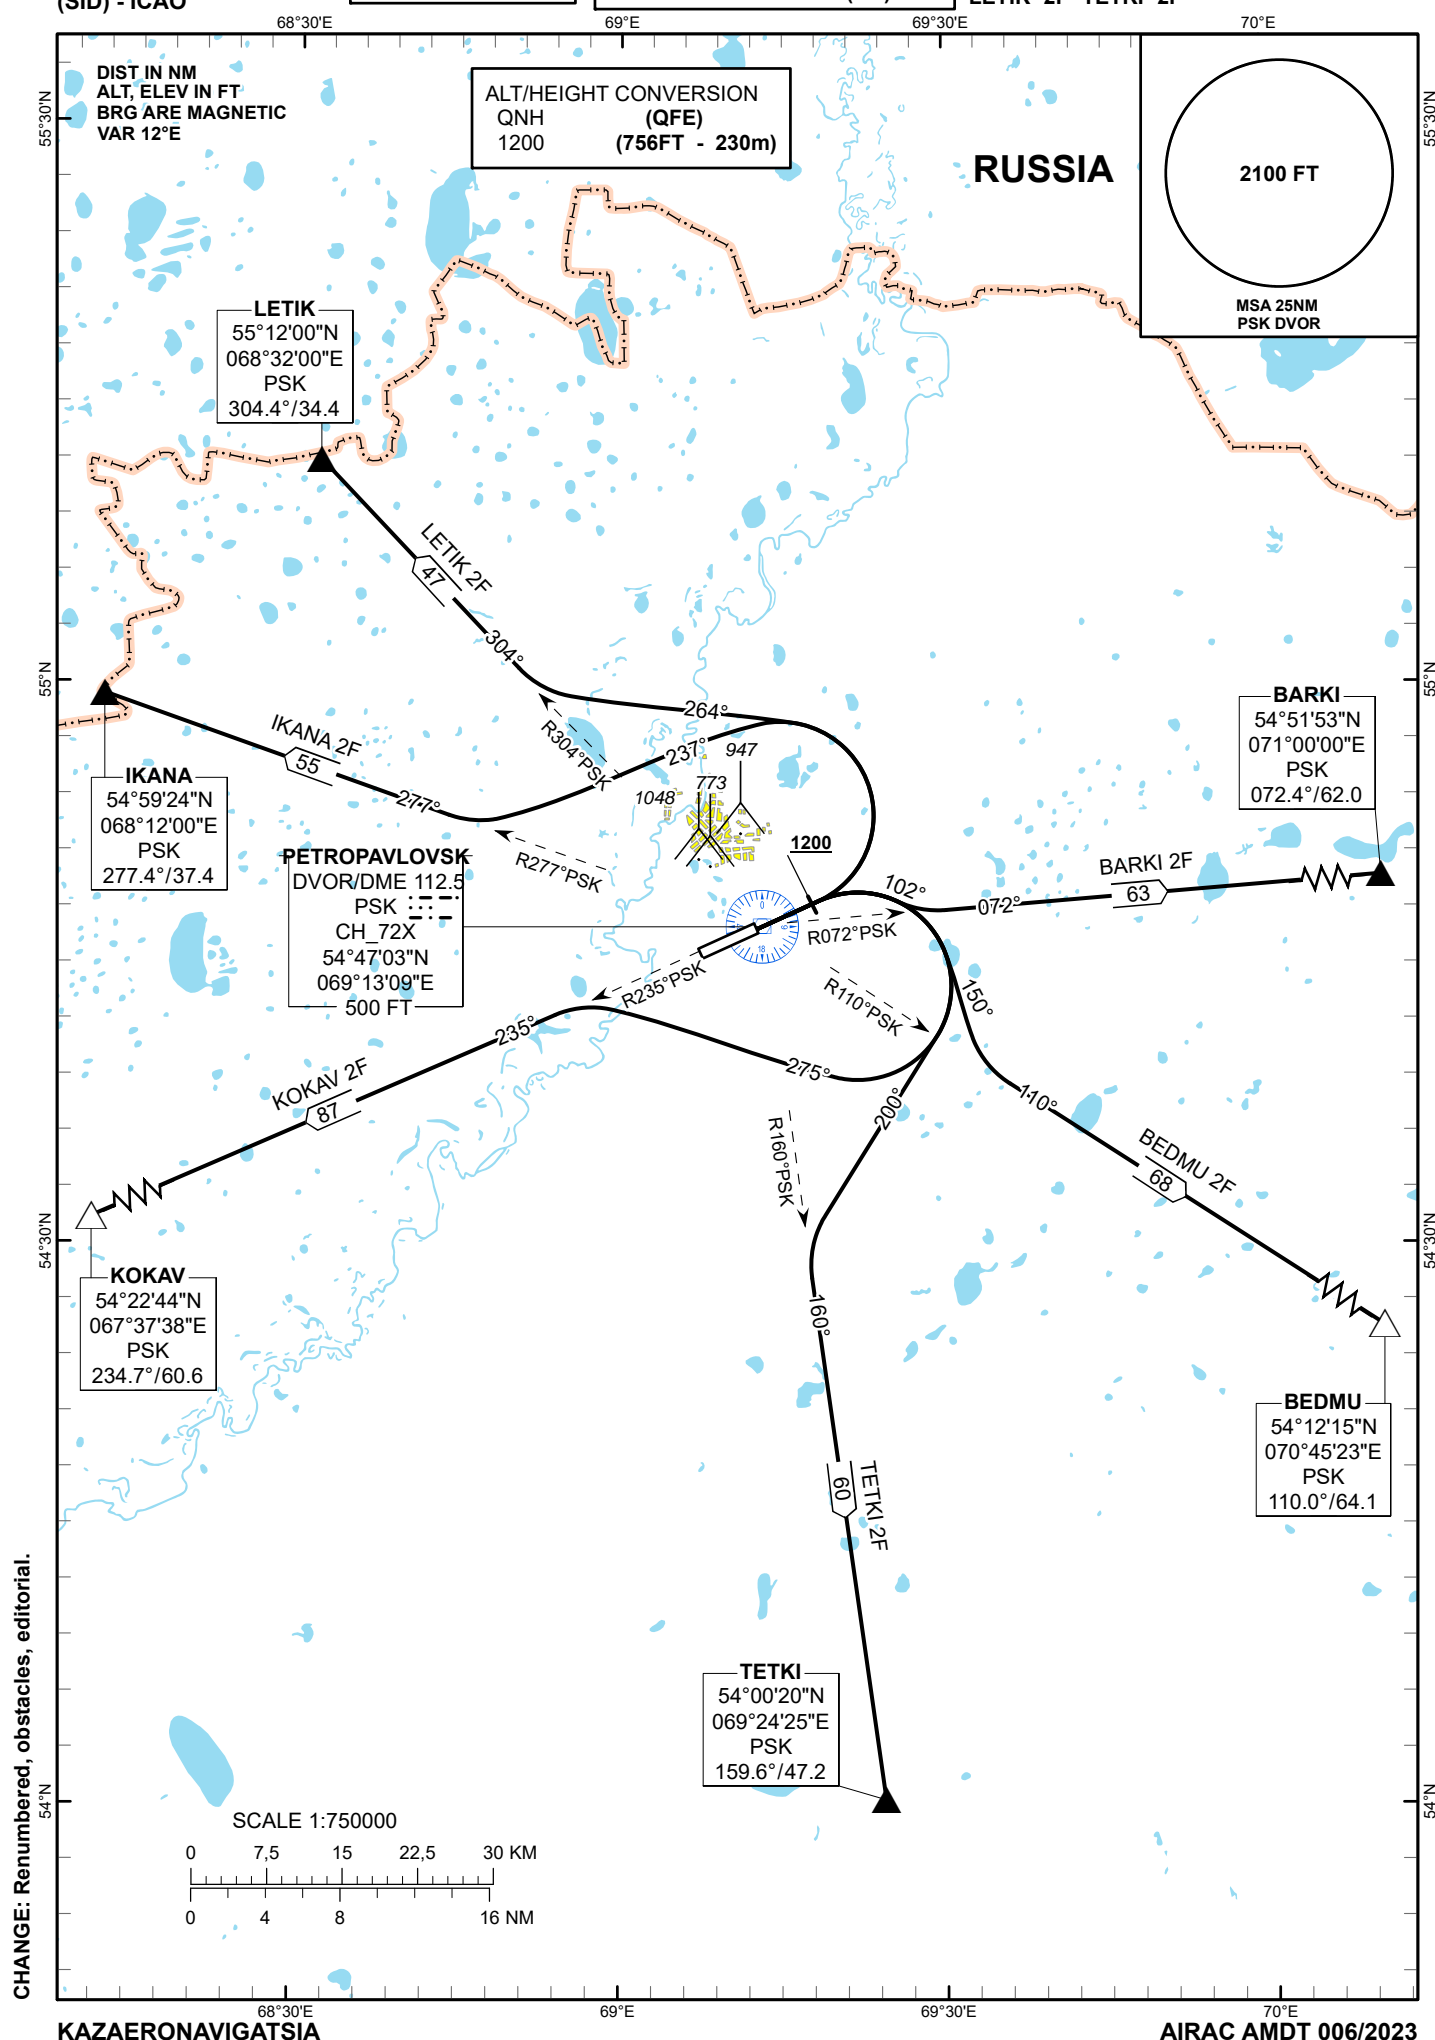 (SID) - ICAO
68°30'E
69°E
69°30'E
70°E
DIST IN NM
ALT, ELEV IN FT
BRG ARE MAGNETIC
VAR 12°E
ALT/HEIGHT CONVERSION
QNH (QFE)
1200 (756FT - 230m)
RUSSIA
2100 FT
MSA 25NM
PSK DVOR
55°30'N
55°30'N
LETIK
55°12'00"N
068°32'00"E
PSK
304.4°/34.4
LETIK 2F
47
304°
264°
R304°PSK
237°
55°N
55°N
IKANA 2F
55
277°
IKANA
54°59'24"N
068°12'00"E
PSK
277.4°/37.4
R277°PSK
947
773
1048
1200
BARKI
54°51'53"N
071°00'00"E
PSK
072.4°/62.0
BARKI 2F
63
102°
072°
R072°PSK
PETROPAVLOVSK
DVOR/DME 112.5
PSK
CH_72X
54°47'03"N
069°13'09"E
500 FT
0
18
R235°PSK
R110°PSK
150°
235°
275°
KOKAV 2F
87
200°
110°
R160°PSK
BEDMU 2F
68
54°30'N
54°30'N
KOKAV
54°22'44"N
067°37'38"E
PSK
234.7°/60.6
160°
BEDMU
54°12'15"N
070°45'23"E
PSK
110.0°/64.1
TETKI 2F
60
TETKI
54°00'20"N
069°24'25"E
PSK
159.6°/47.2
54°N
54°N
SCALE 1:750000
0 7,5 15 22,5 30 KM
0 4 8 16 NM
CHANGE: Renumbered, obstacles, editorial.
68°30'E
69°E
69°30'E
70°E
KAZAERONAVIGATSIA
AIRAC AMDT 006/2023